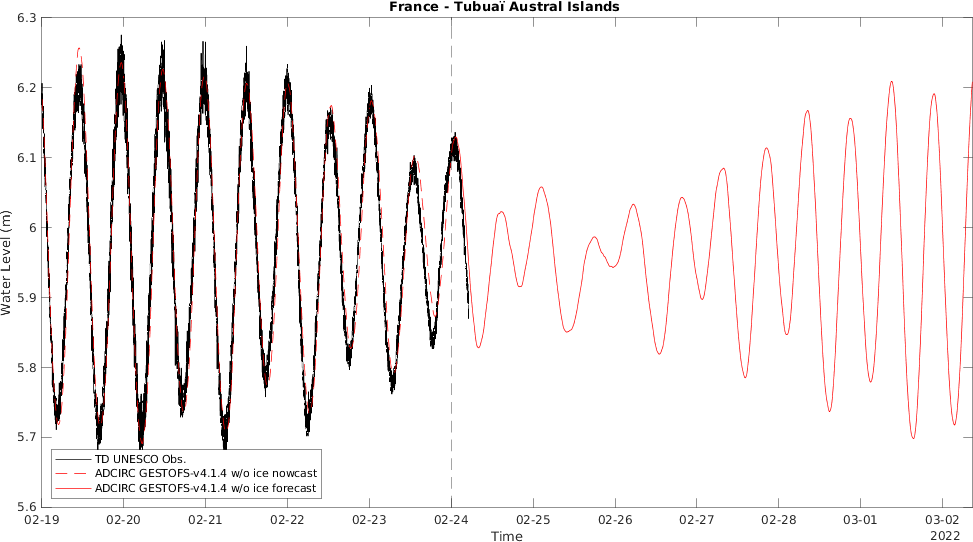 France - Tubuaï Austral Islands
6.3
6.2
6.1
6
5.9
5.8
5.7
5.6
Water Level (m)
TD UNESCO Obs.
ADCIRC GESTOFS-v4.1.4 w/o ice nowcast
ADCIRC GESTOFS-v4.1.4 w/o ice forecast
02-19 02-20 02-21 02-22 02-23 02-24 02-25 02-26 02-27 02-28 03-01 03-02
Time 2022